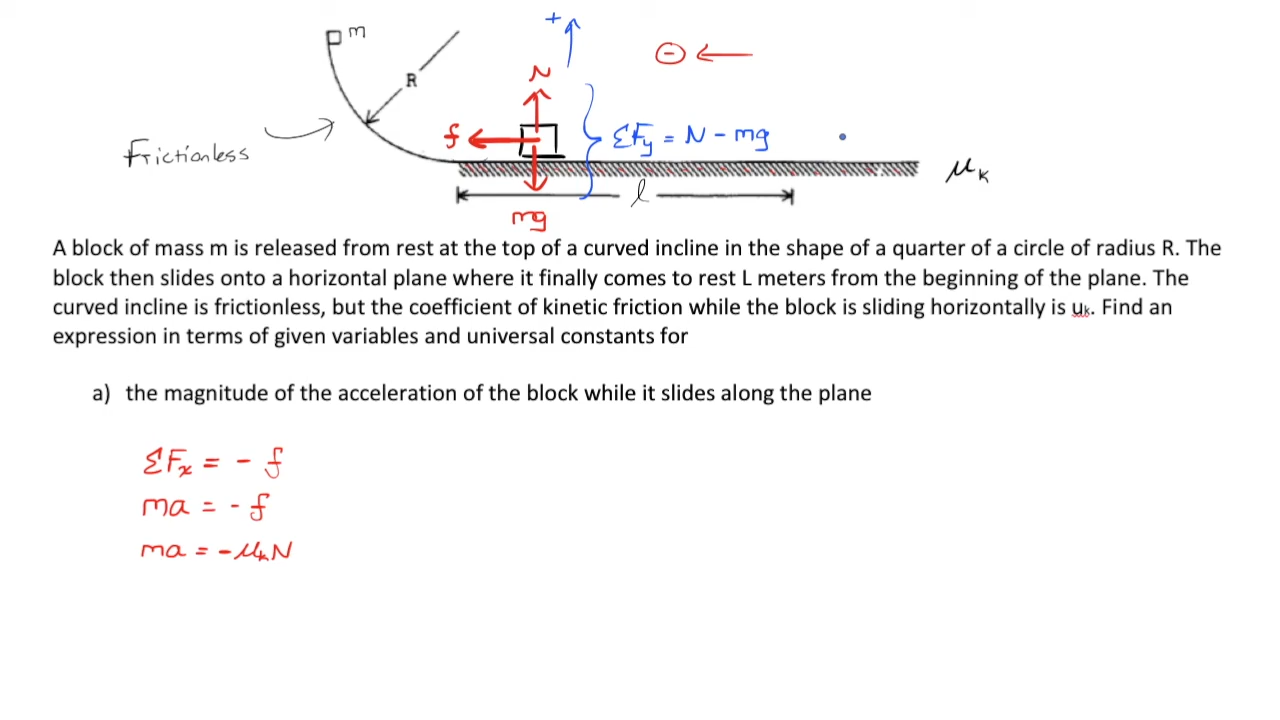 m
+
⊖
R
N
f
ΣFy = N - mg
Frictionless
μk
l
mg
A block of mass m is released from rest at the top of a curved incline in the shape of a quarter of a circle of radius R. The
block then slides onto a horizontal plane where it finally comes to rest L meters from the beginning of the plane. The
curved incline is frictionless, but the coefficient of kinetic friction while the block is sliding horizontally is uk. Find an
expression in terms of given variables and universal constants for
a) the magnitude of the acceleration of the block while it slides along the plane
ΣFx = - f
ma = - f
ma = - μkN